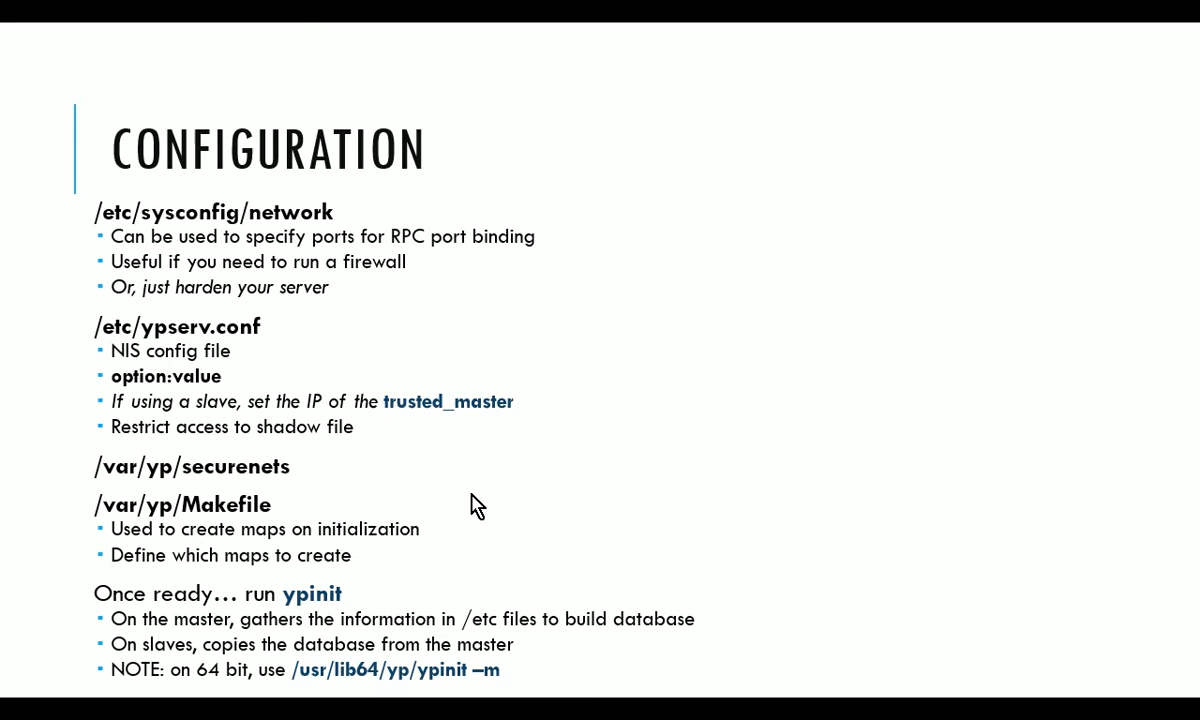 CONFIGURATION
/etc/sysconfig/network
▪ Can be used to specify ports for RPC port binding
▪ Useful if you need to run a firewall
▪ Or, just harden your server
/etc/ypserv.conf
▪ NIS config file
▪ option:value
▪ If using a slave, set the IP of the trusted_master
▪ Restrict access to shadow file
/var/yp/securenets
/var/yp/Makefile
▪ Used to create maps on initialization
▪ Define which maps to create
Once ready... run ypinit
▪ On the master, gathers the information in /etc files to build database
▪ On slaves, copies the database from the master
▪ NOTE: on 64 bit, use /usr/lib64/yp/ypinit –m